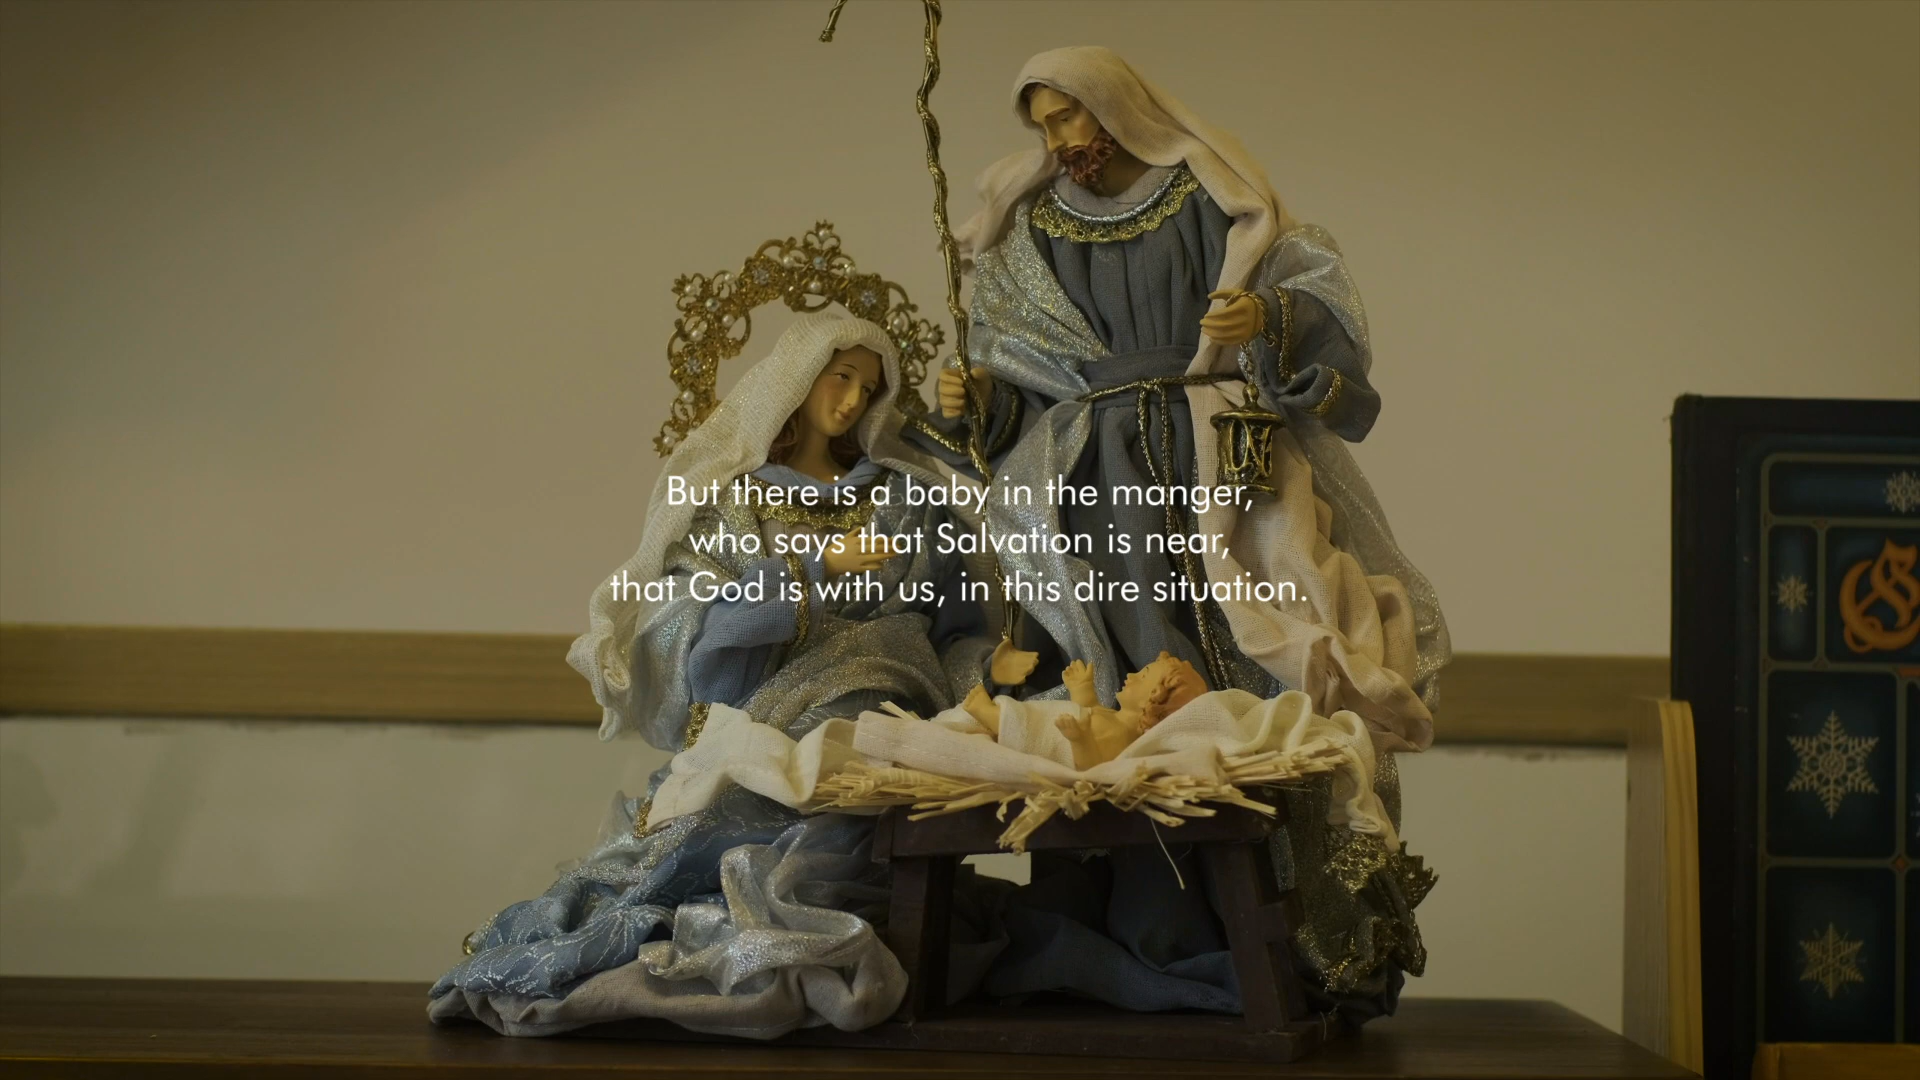 But there is a baby in the manger,
who says that Salvation is near,
that God is with us, in this dire situation.